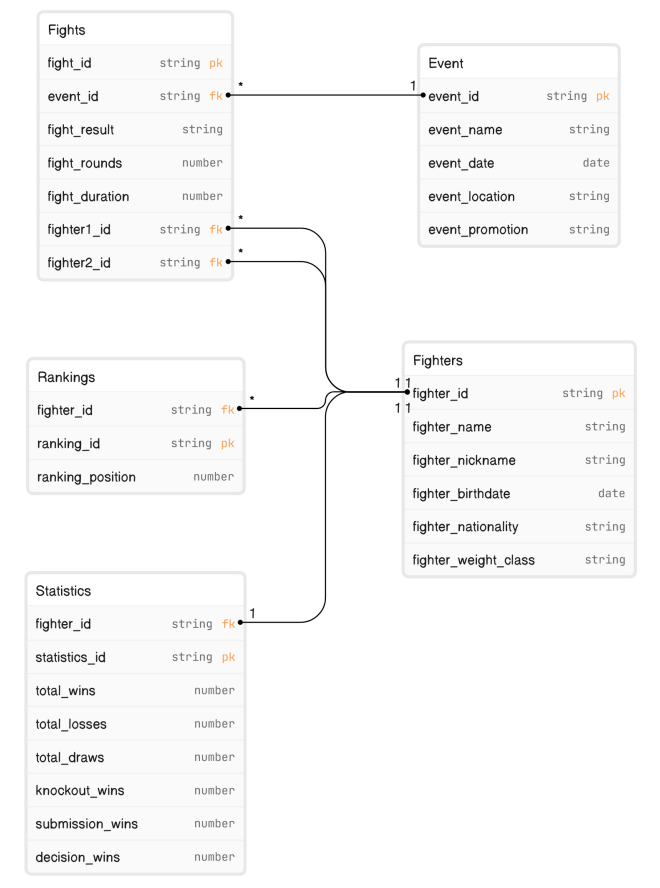 Fights
fight_id string pk
event_id string fk
fight_result string
fight_rounds number
fight_duration number
fighter1_id string fk
fighter2_id string fk
* 1
*
*
Event
event_id string pk
event_name string
event_date date
event_location string
event_promotion string
Rankings
fighter_id string fk
ranking_id string pk
ranking_position number
*
1 1
1 1
Fighters
fighter_id string pk
fighter_name string
fighter_nickname string
fighter_birthdate date
fighter_nationality string
fighter_weight_class string
Statistics
fighter_id string fk
statistics_id string pk
total_wins number
total_losses number
total_draws number
knockout_wins number
submission_wins number
decision_wins number
1